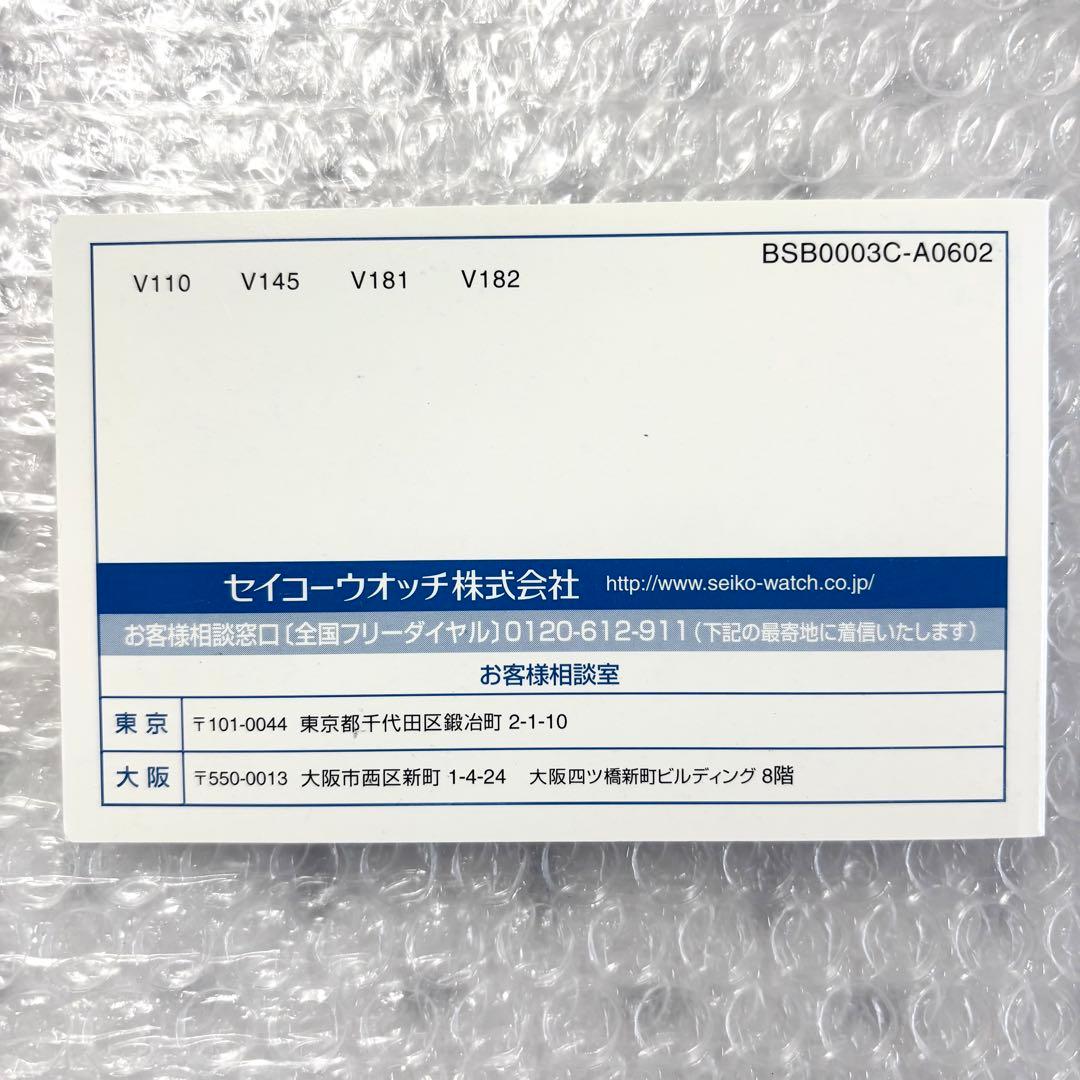 BSB0003C-A0602
V110 V145 V181 V182
セイコーウオッチ株式会社 http://www.seiko-watch.co.jp/
お客様相談窓口〔全国フリーダイヤル〕0120-612-911(下記の最寄地に着信いたします)
お客様相談室
東京 〒101-0044 東京都千代田区鍛冶町 2-1-10
大阪 〒550-0013 大阪市西区新町 1-4-24 大阪四ツ橋新町ビルディング 8階